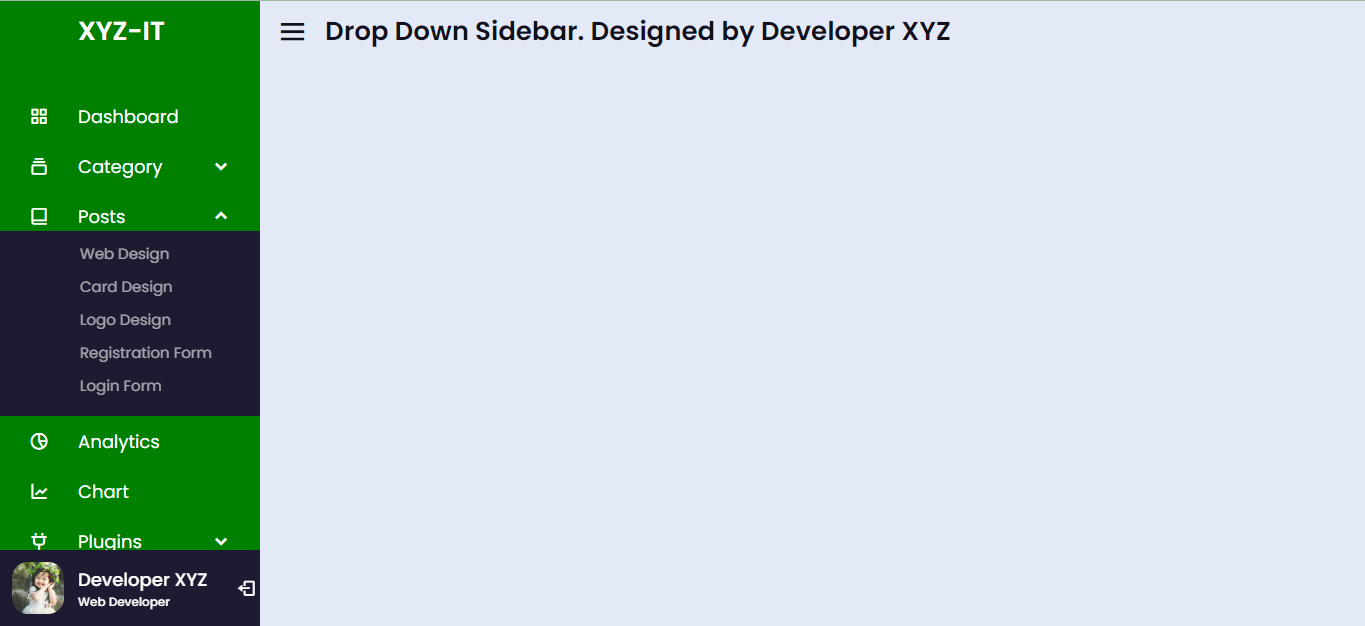 XYZ-IT
Drop Down Sidebar. Designed by Developer XYZ
Dashboard
Category
Posts
Web Design
Card Design
Logo Design
Registration Form
Login Form
Analytics
Chart
Plugins
Developer XYZ
Web Developer